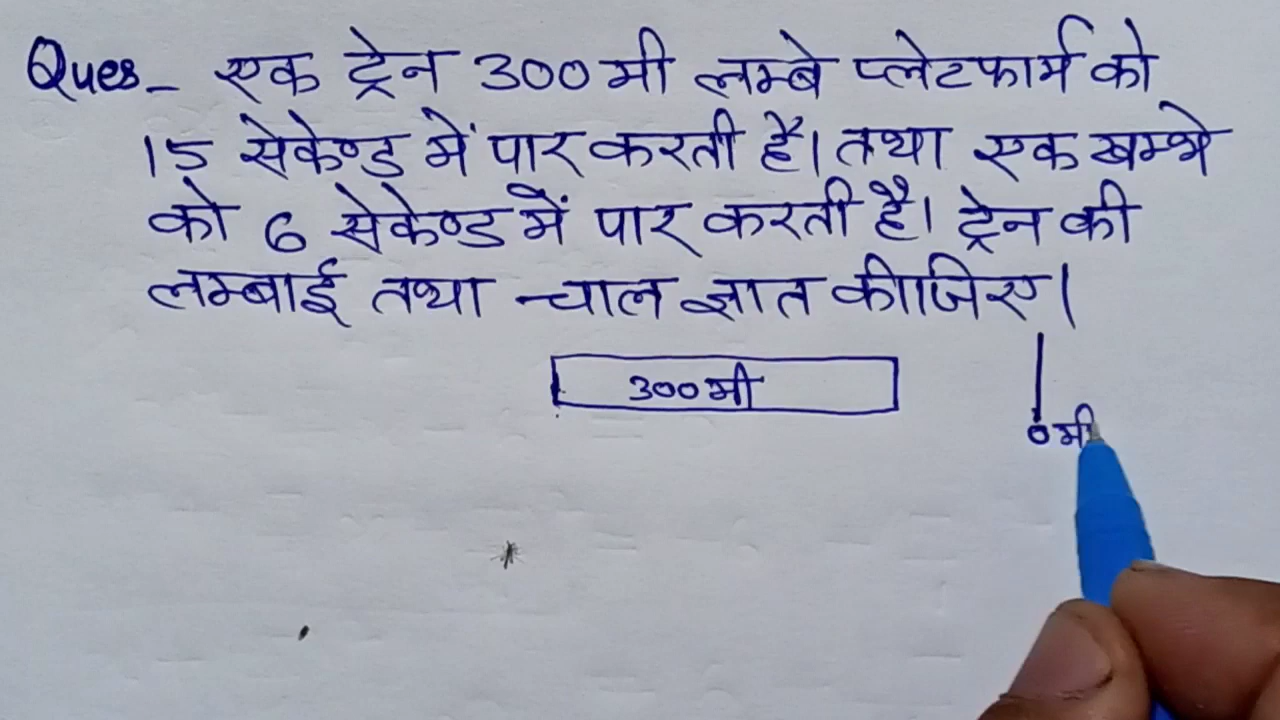 Ques - एक ट्रेन 300 मी लम्बे प्लेटफार्म को
15 सेकेण्ड में पार करती है। तथा एक खम्भे
को 6 सेकेण्ड में पार करती है। ट्रेन की
लम्बाई तथा चाल ज्ञात कीजिए।
300 मी
0 मी